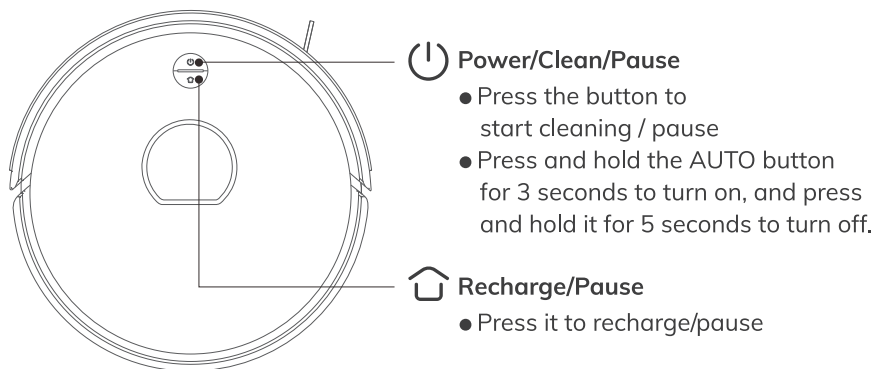 Power/Clean/Pause
● Press the button to
start cleaning / pause
● Press and hold the AUTO button
for 3 seconds to turn on, and press
and hold it for 5 seconds to turn off.
Recharge/Pause
● Press it to recharge/pause